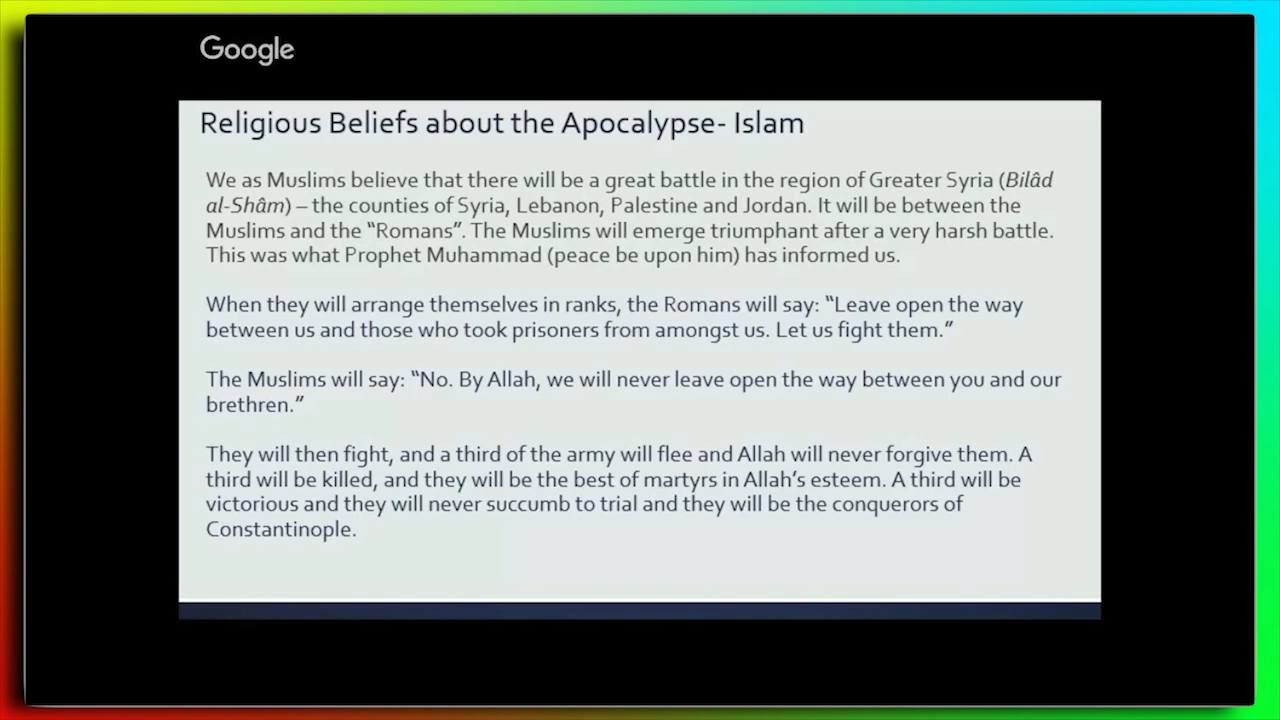 Google
Religious Beliefs about the Apocalypse- Islam
We as Muslims believe that there will be a great battle in the region of Greater Syria (Bilâd
al-Shâm) – the counties of Syria, Lebanon, Palestine and Jordan. It will be between the
Muslims and the “Romans”. The Muslims will emerge triumphant after a very harsh battle.
This was what Prophet Muhammad (peace be upon him) has informed us.
When they will arrange themselves in ranks, the Romans will say: “Leave open the way
between us and those who took prisoners from amongst us. Let us fight them.”
The Muslims will say: “No. By Allah, we will never leave open the way between you and our
brethren.”
They will then fight, and a third of the army will flee and Allah will never forgive them. A
third will be killed, and they will be the best of martyrs in Allah’s esteem. A third will be
victorious and they will never succumb to trial and they will be the conquerors of
Constantinople.